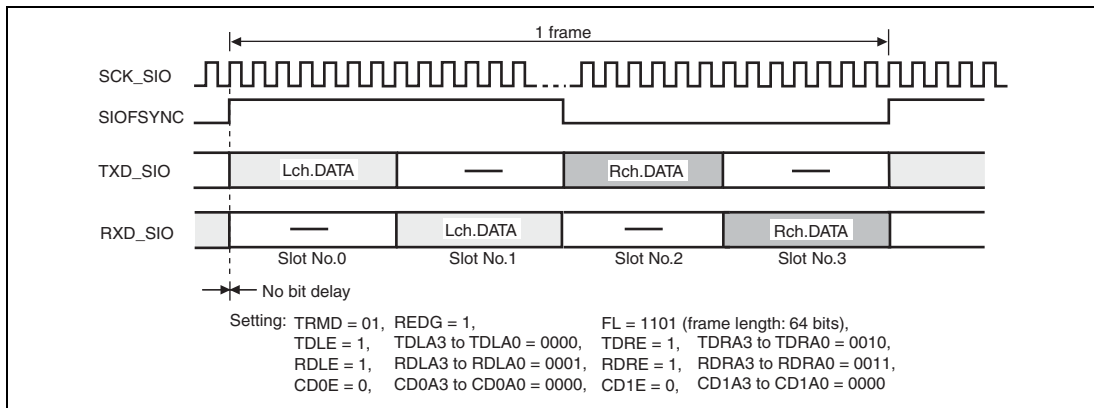 1 frame
SCK_SIO
SIOFSYNC
TXD_SIO Lch.DATA — Rch.DATA —
RXD_SIO — Lch.DATA — Rch.DATA
Slot No.0 Slot No.1 Slot No.2 Slot No.3
No bit delay
Setting: TRMD = 01, REDG = 1, FL = 1101 (frame length: 64 bits),
TDLE = 1, TDLA3 to TDLA0 = 0000, TDRE = 1, TDRA3 to TDRA0 = 0010,
RDLE = 1, RDLA3 to RDLA0 = 0001, RDRE = 1, RDRA3 to RDRA0 = 0011,
CD0E = 0, CD0A3 to CD0A0 = 0000, CD1E = 0, CD1A3 to CD1A0 = 0000